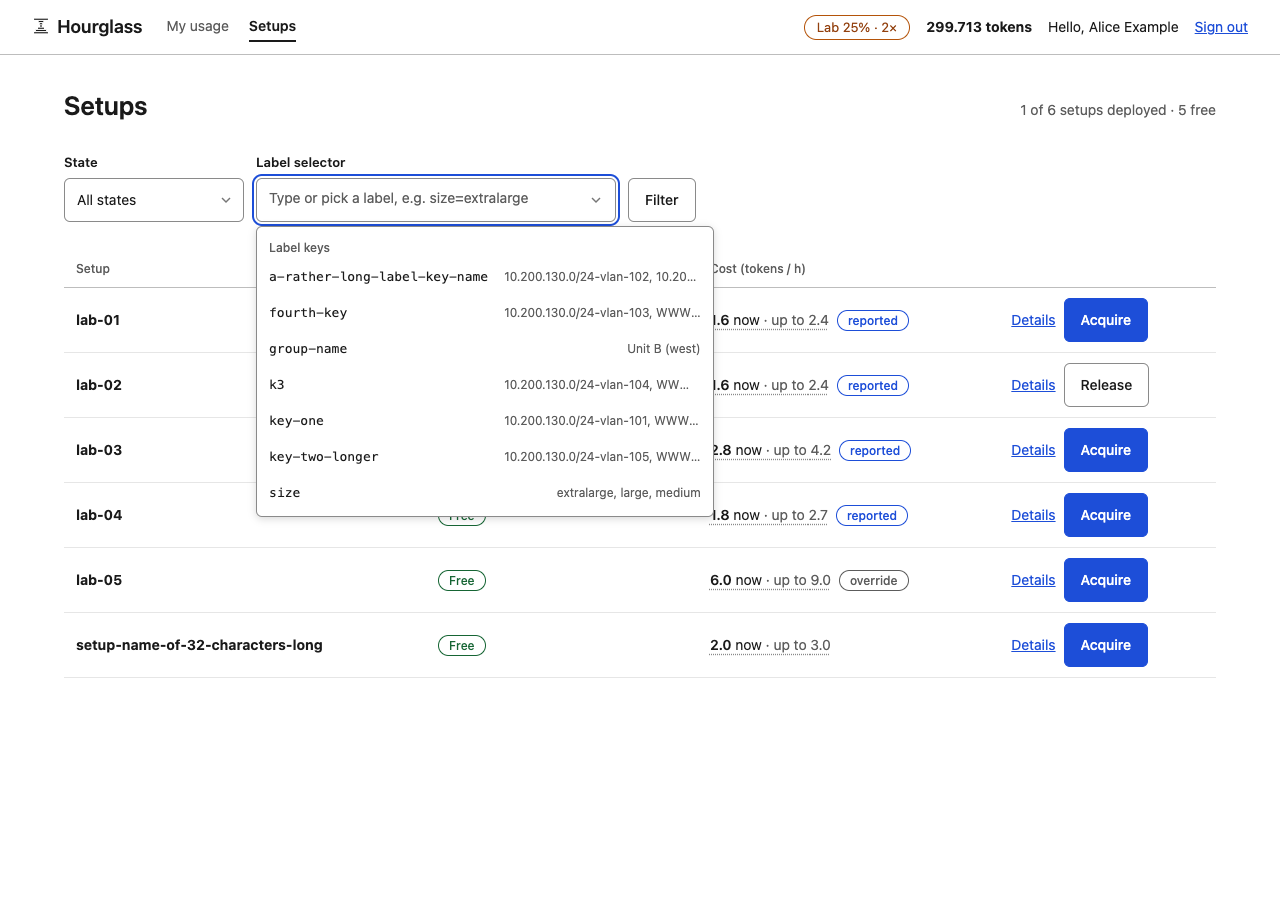 Hourglass My usage Setups Lab 25% · 2× 299.713 tokens Hello, Alice Example Sign out
Setups 1 of 6 setups deployed · 5 free
State Label selector
All states Type or pick a label, e.g. size=extralarge Filter
Label keys
Setup Cost (tokens / h)
a-rather-long-label-key-name 10.200.130.0/24-vlan-102, 10.20...
fourth-key 10.200.130.0/24-vlan-103, WWW...
lab-01 1.6 now · up to 2.4 reported Details Acquire
group-name Unit B (west)
k3 10.200.130.0/24-vlan-104, WW...
lab-02 1.6 now · up to 2.4 reported Details Release
key-one 10.200.130.0/24-vlan-101, WWW...
lab-03 2.8 now · up to 4.2 reported Details Acquire
key-two-longer 10.200.130.0/24-vlan-105, WWW...
size extralarge, large, medium
lab-04 Free 1.8 now · up to 2.7 reported Details Acquire
lab-05 Free 6.0 now · up to 9.0 override Details Acquire
setup-name-of-32-characters-long Free 2.0 now · up to 3.0 Details Acquire